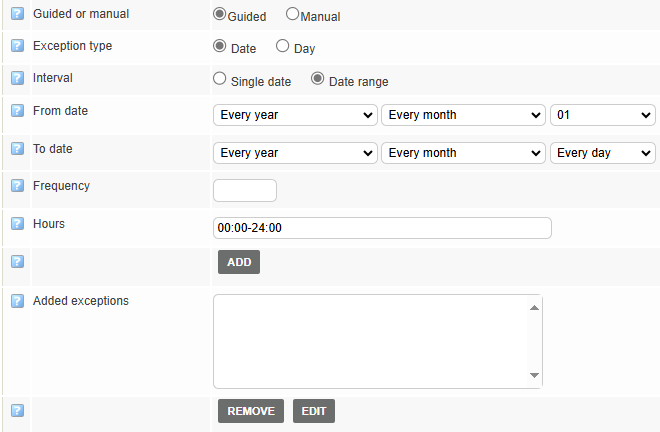 ? Guided or manual Guided Manual
? Exception type Date Day
? Interval Single date Date range
? From date Every year Every month 01
? To date Every year Every month Every day
? Frequency
? Hours 00:00-24:00
? ADD
? Added exceptions
? REMOVE EDIT